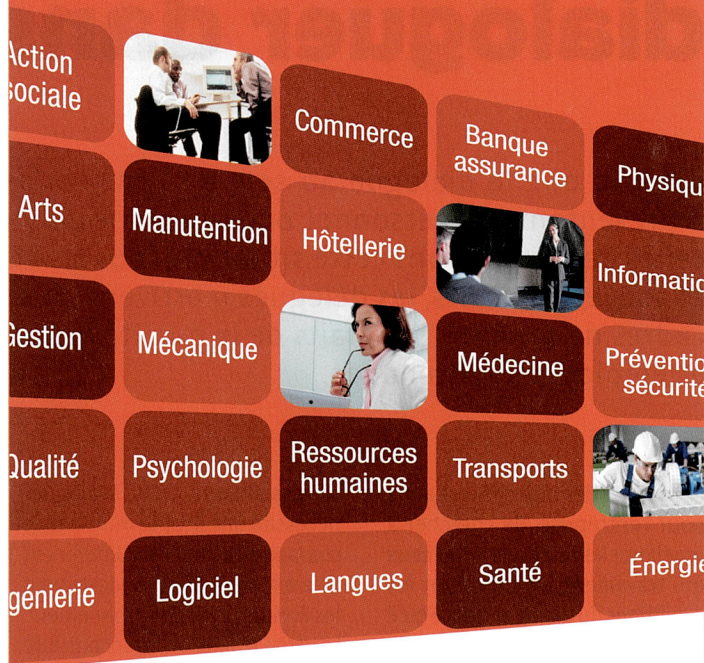 Action
sociale
Commerce
Banque
assurance
Physiqu
Arts
Manutention
Hôtellerie
Informatic
Gestion
Mécanique
Médecine
Préventio
sécurité
Qualité
Psychologie
Ressources
humaines
Transports
génierie
Logiciel
Langues
Santé
Énergie